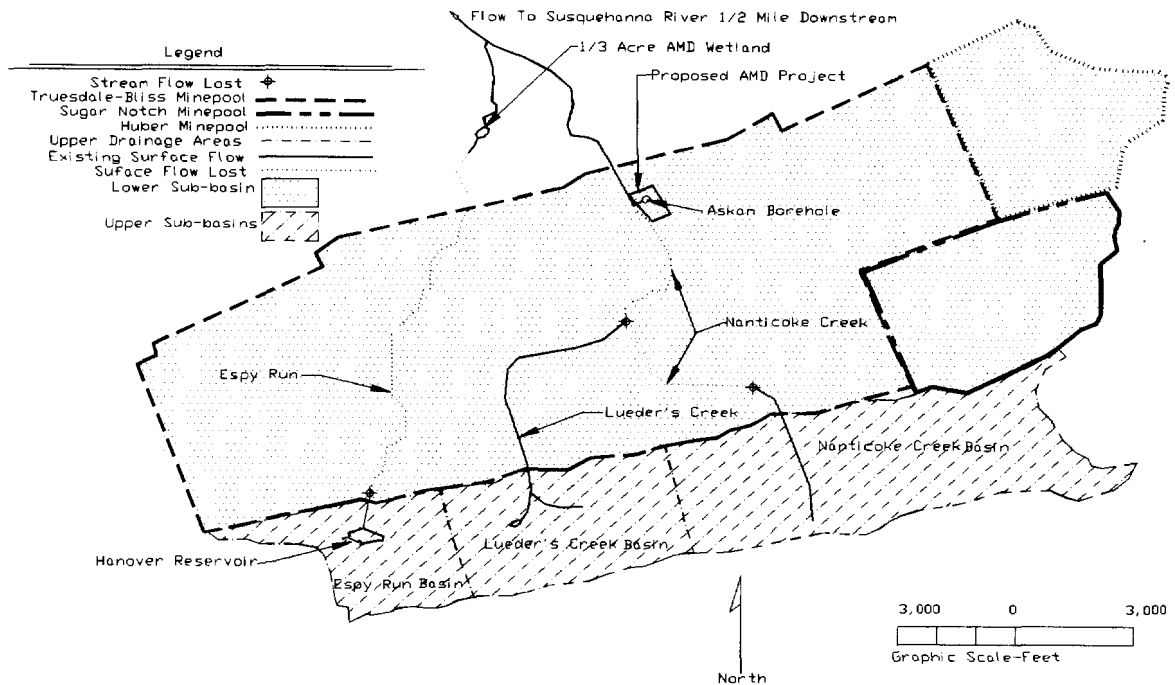 Flow To Susquehanna River 1/2 Mile Downstream
1/3 Acre AMD Wetland
Proposed AMD Project
Legend
Stream Flow Lost
Truesdale-Bliss Minepool
Sugar Notch Minepool
Huber Minepool
Upper Drainage Areas
Existing Surface Flow
Suface Flow Lost
Lower Sub-basin
Upper Sub-basins
Askam Borehole
Nanticoke Creek
Espy Run
Lueder's Creek
Nanticoke Creek Basin
Hanover Reservoir
Lueder's Creek Basin
Espy Run Basin
3,000 0 3,000
Graphic Scale-Feet
North